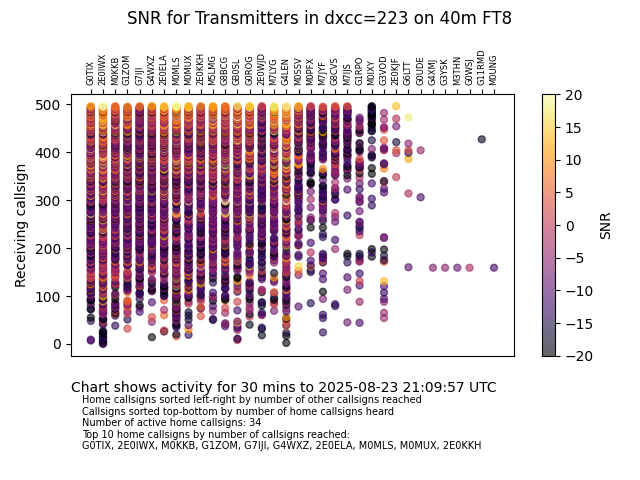 SNR for Transmitters in dxcc=223 on 40m FT8
G0TIX 2E0IWX M0KKB G1ZOM G7IJI G4WXZ 2E0ELA M0MLS M0MUX 2E0KKH M5LMG G8BCG GB0SL G0ROG 2E0WJD M7LYG G4LEN M0SSV M0PFX M7JYF G8CVS M7IJS G1RPO M0IXY G3VOD 2E0KJF G6LTT G0UDE G4XMJ G3YSK M3THN G0WSJ G11RMD M0UNG
Receiving callsign
500
400
300
200
100
0
20
15
10
5
0
−5
−10
−15
−20
SNR
Chart shows activity for 30 mins to 2025-08-23 21:09:57 UTC
Home callsigns sorted left-right by number of other callsigns reached
Callsigns sorted top-bottom by number of home callsigns heard
Number of active home callsigns: 34
Top 10 home callsigns by number of callsigns reached:
G0TIX, 2E0IWX, M0KKB, G1ZOM, G7IJI, G4WXZ, 2E0ELA, M0MLS, M0MUX, 2E0KKH